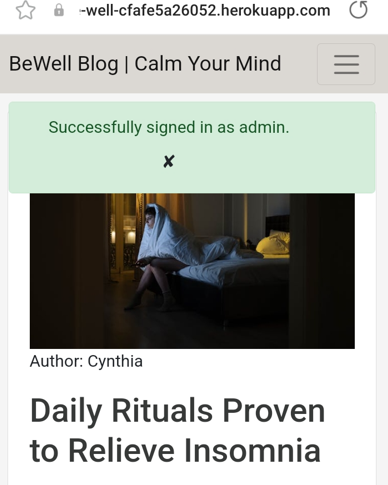 -well-cfafe5a26052.herokuapp.com
BeWell Blog | Calm Your Mind
Successfully signed in as admin.
✘
Author: Cynthia
Daily Rituals Proven
to Relieve Insomnia